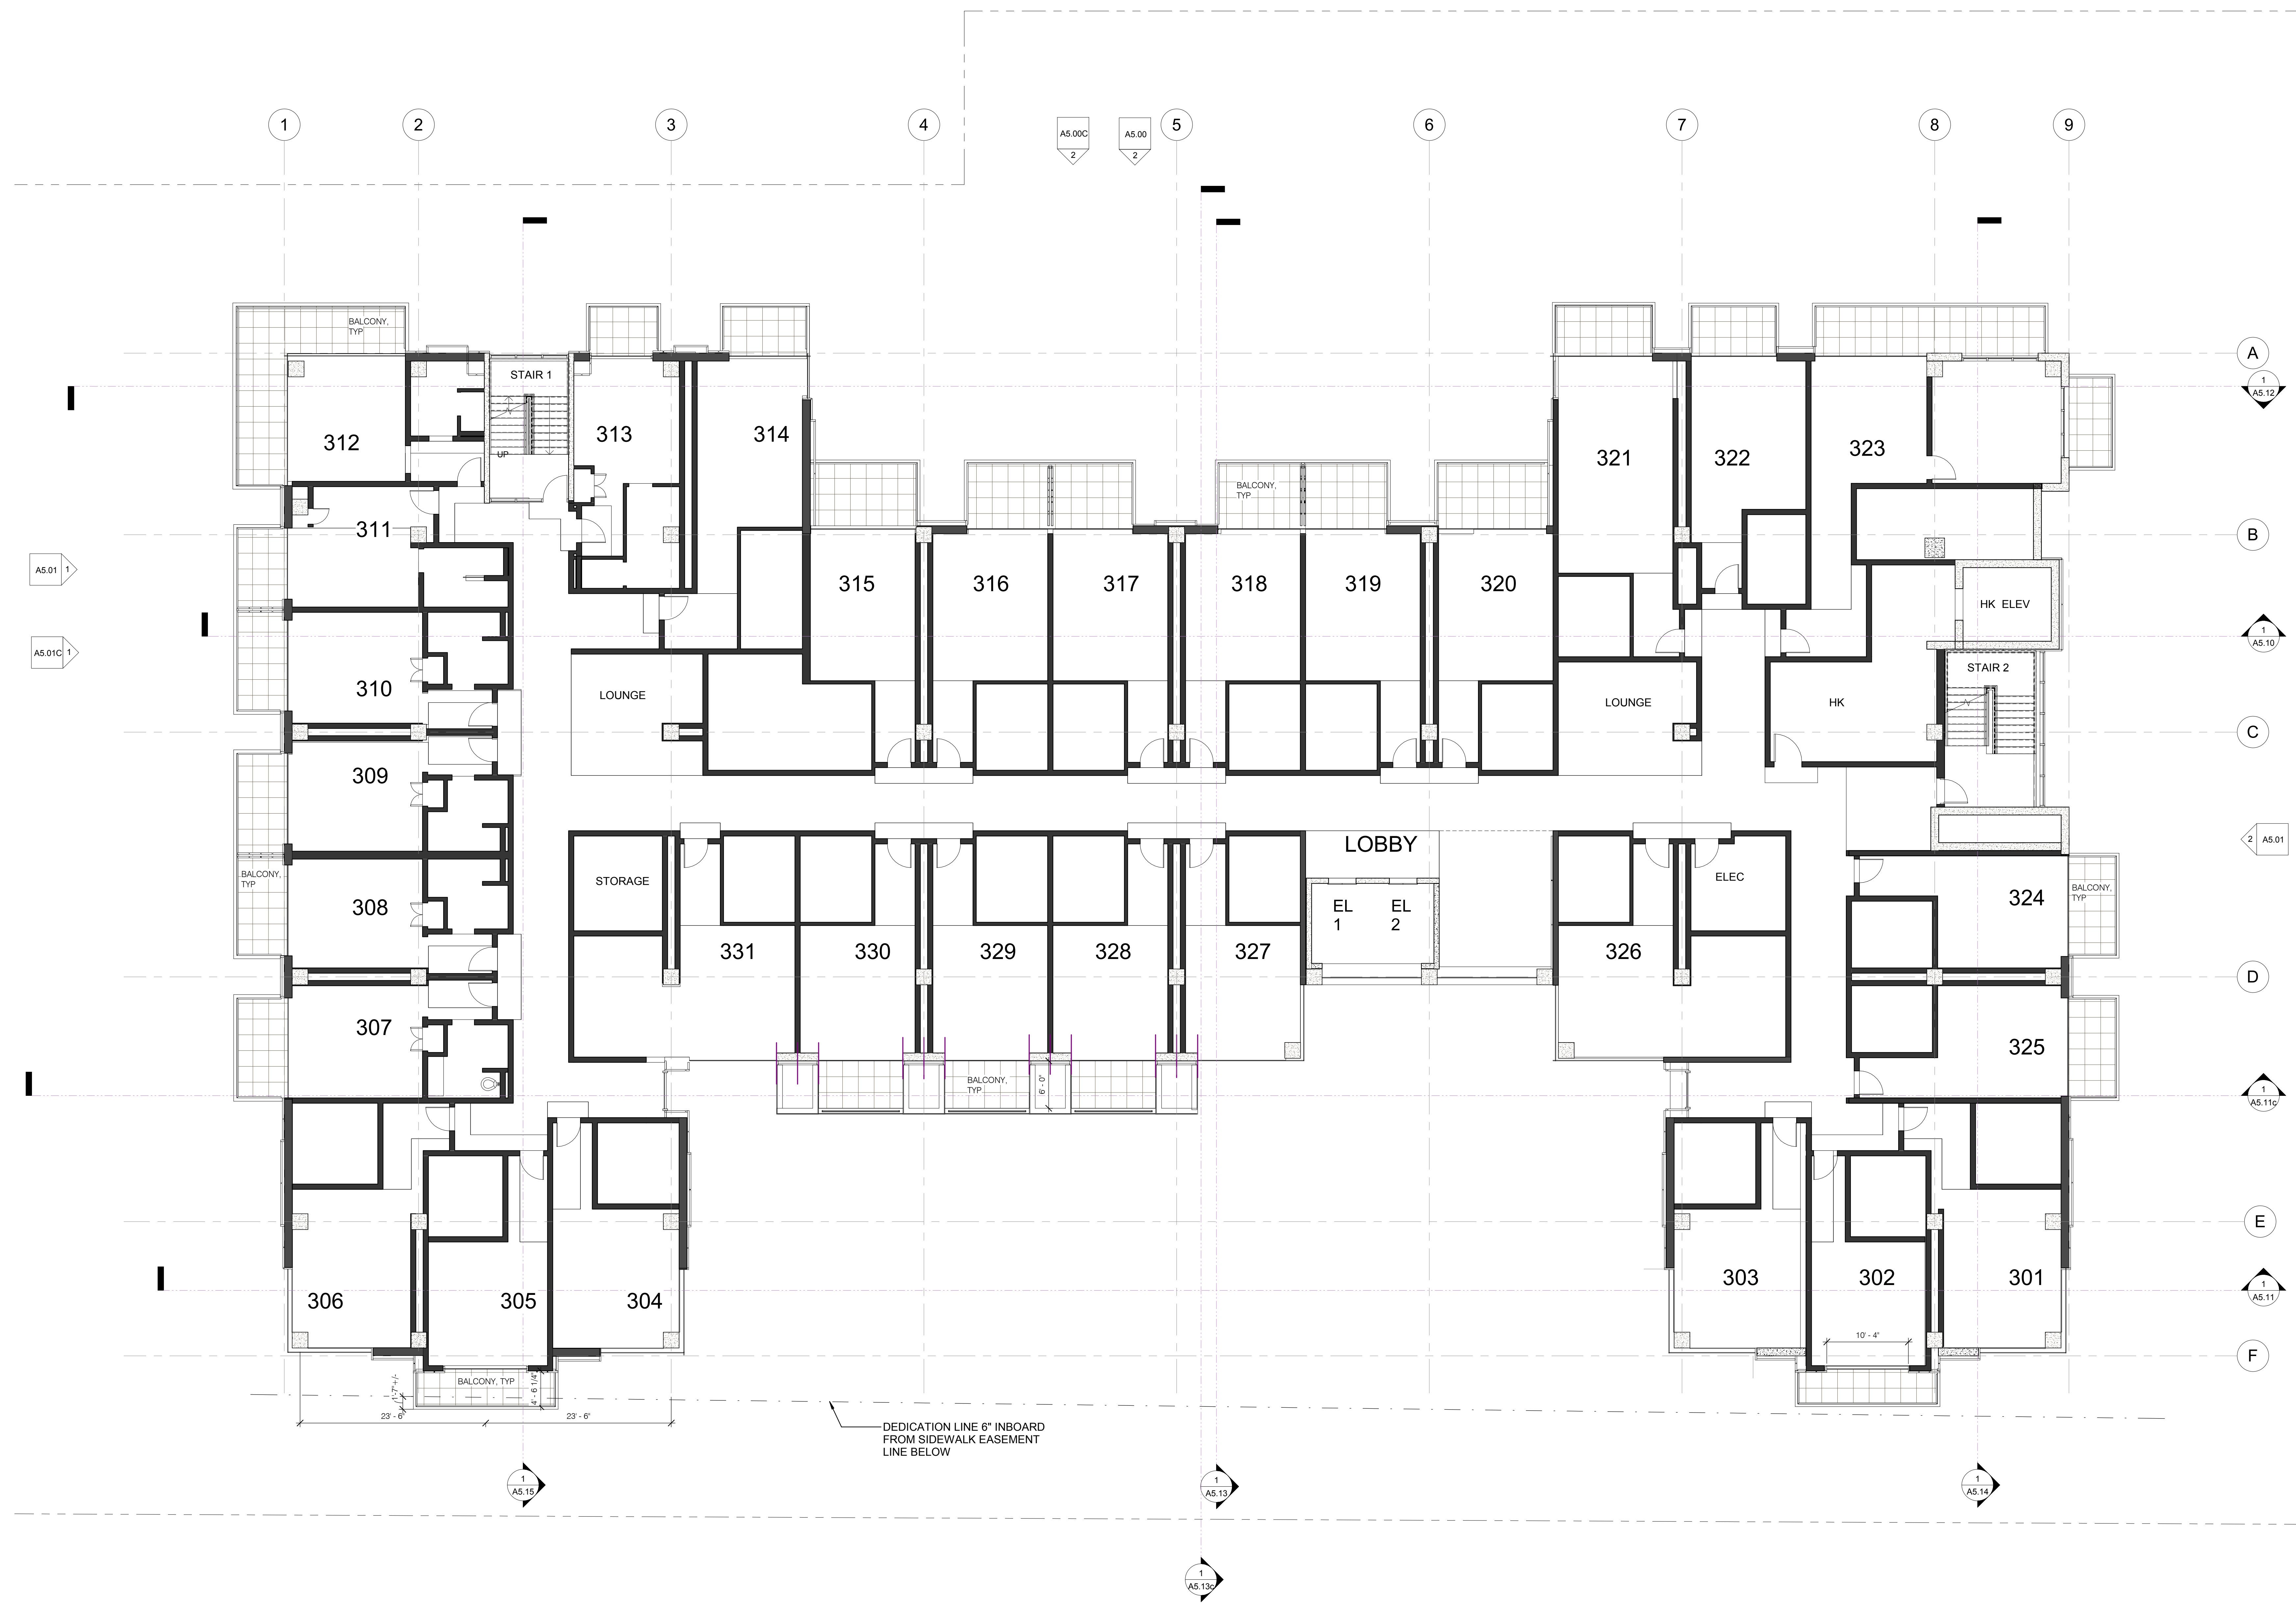 1 2 3 4 5 6 7 8 9
A5.00C
2
A5.00
2
BALCONY,
TYP
STAIR 1
UP
A
1
A5.12
312
313
314
321
322
323
BALCONY,
TYP
311
B
A5.01 1
315 316 317 318 319 320
HK ELEV
1
A5.10
A5.01C 1
STAIR 2
310
LOUNGE
LOUNGE
HK
C
309
LOBBY
2 A5.01
BALCONY,
TYP
STORAGE
ELEC
BALCONY,
TYP
308
EL
1
EL
2
324
331 330 329 328 327
326
D
307
325
BALCONY,
TYP
6' - 0"
1
A5.11c
E
306 305 304
303 302 301
1
A5.11
10' - 4"
F
BALCONY, TYP
1'-7"+/-
4' - 6 1/4"
23' - 6"
23' - 6"
DEDICATION LINE 6" INBOARD
FROM SIDEWALK EASEMENT
LINE BELOW
1
A5.15
1
A5.13
1
A5.14
1
A5.13c